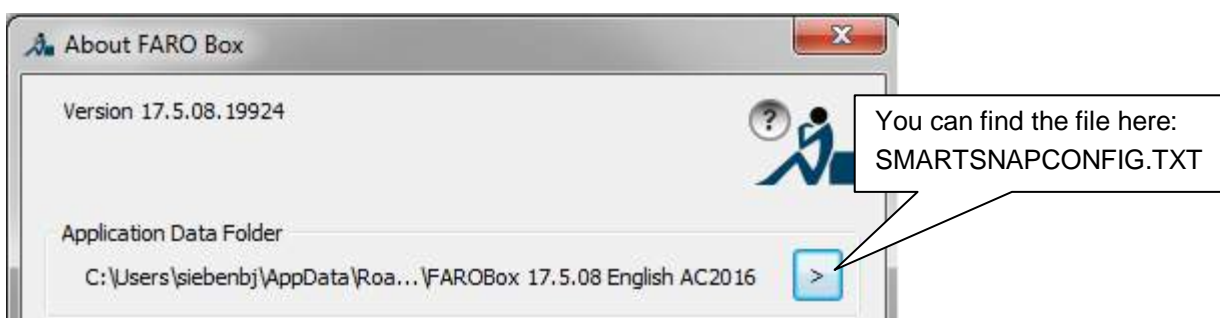 About FARO Box
Version 17.5.08.19924
?
You can find the file here:
SMARTSNAPCONFIG.TXT
Application Data Folder
C:\Users\siebenbj\AppData\Roa...\FAROBox 17.5.08 English AC2016
>